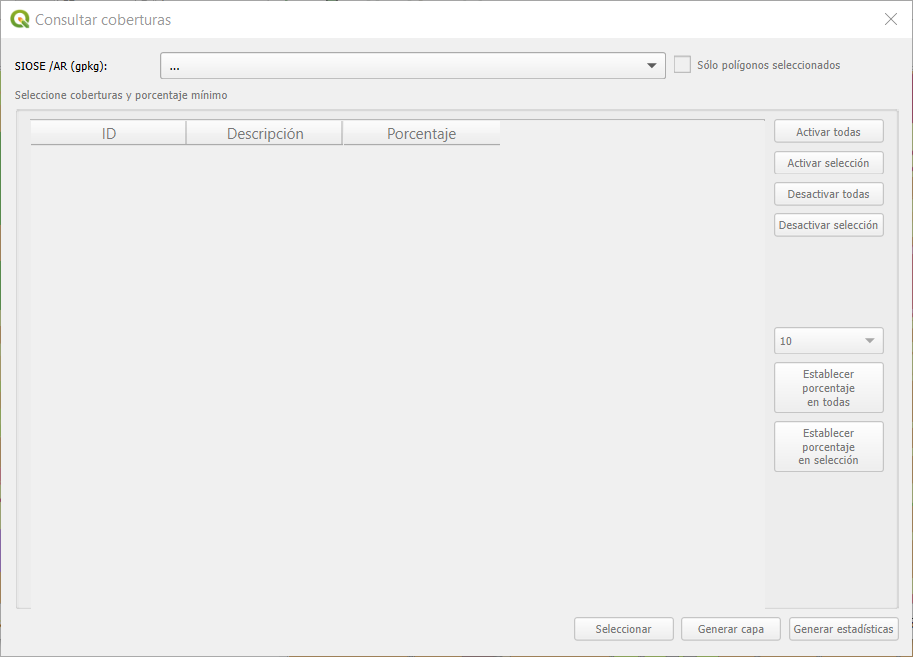 Consultar coberturas
SIOSE /AR (gpkg):
...
Sólo polígonos seleccionados
Seleccione coberturas y porcentaje mínimo
ID Descripción Porcentaje
Activar todas
Activar selección
Desactivar todas
Desactivar selección
10
Establecer
porcentaje
en todas
Establecer
porcentaje
en selección
Seleccionar Generar capa Generar estadísticas